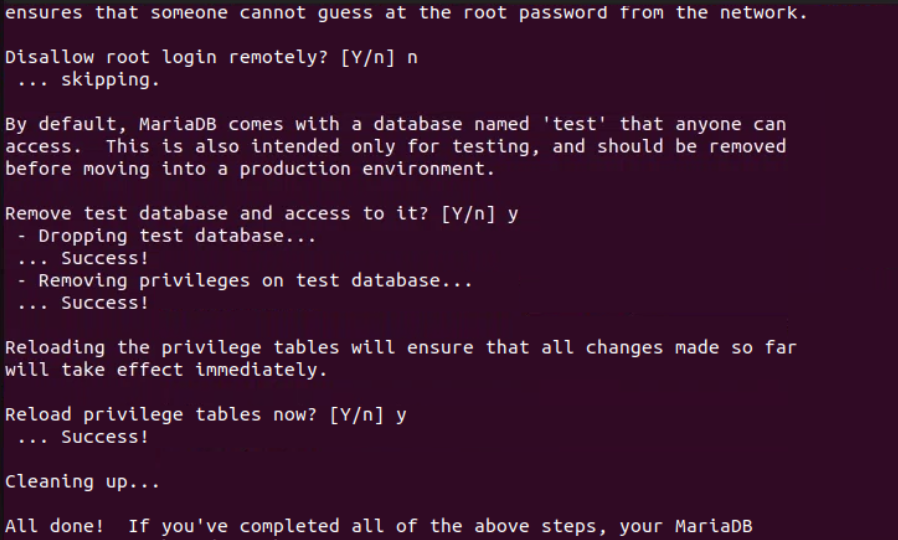 ensures that someone cannot guess at the root password from the network.
Disallow root login remotely? [Y/n] n
 ... skipping.
By default, MariaDB comes with a database named 'test' that anyone can
access.  This is also intended only for testing, and should be removed
before moving into a production environment.
Remove test database and access to it? [Y/n] y
 - Dropping test database...
 ... Success!
 - Removing privileges on test database...
 ... Success!
Reloading the privilege tables will ensure that all changes made so far
will take effect immediately.
Reload privilege tables now? [Y/n] y
 ... Success!
Cleaning up...
All done!  If you've completed all of the above steps, your MariaDB